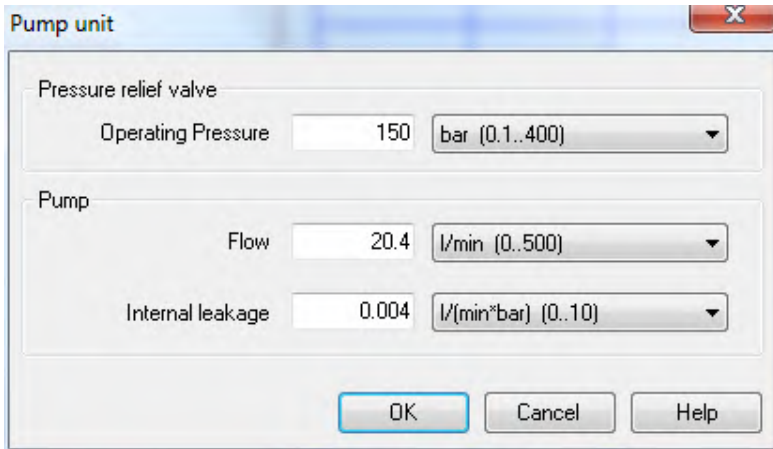 Pump unit
x
Pressure relief valve
Operating Pressure 150 bar (0.1..400)
Pump
Flow 20.4 l/min (0..500)
Internal leakage 0.004 l/(min*bar) (0..10)
OK Cancel Help